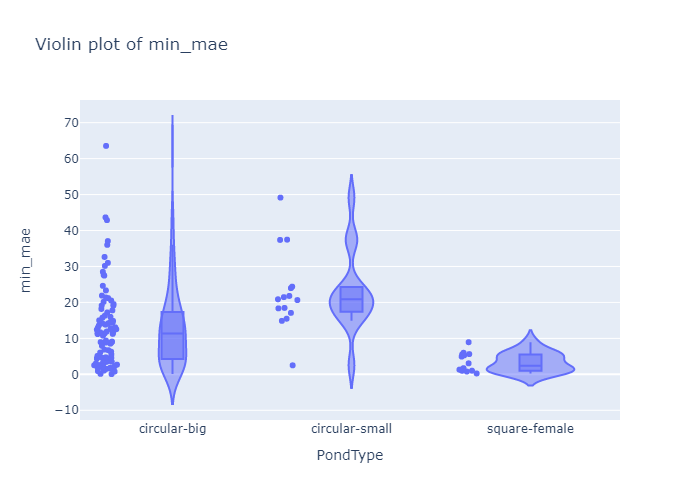 Violin plot of min_mae
70
60
50
40
30
20
10
0
−10
min_mae
circular-big
circular-small
square-female
PondType